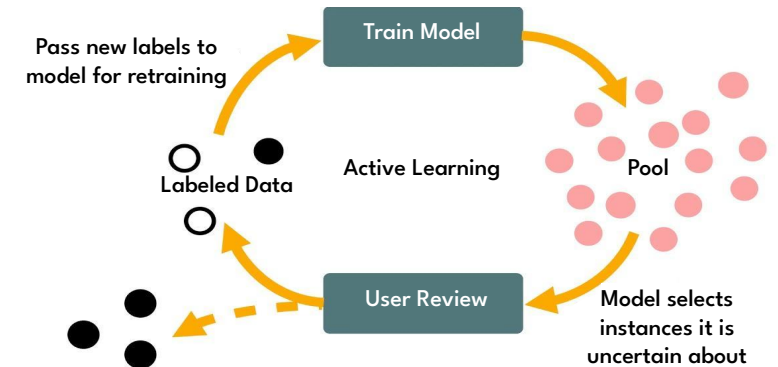 Train Model
Pass new labels to
model for retraining
Labeled Data
Active Learning
Pool
User Review
Model selects
instances it is
uncertain about